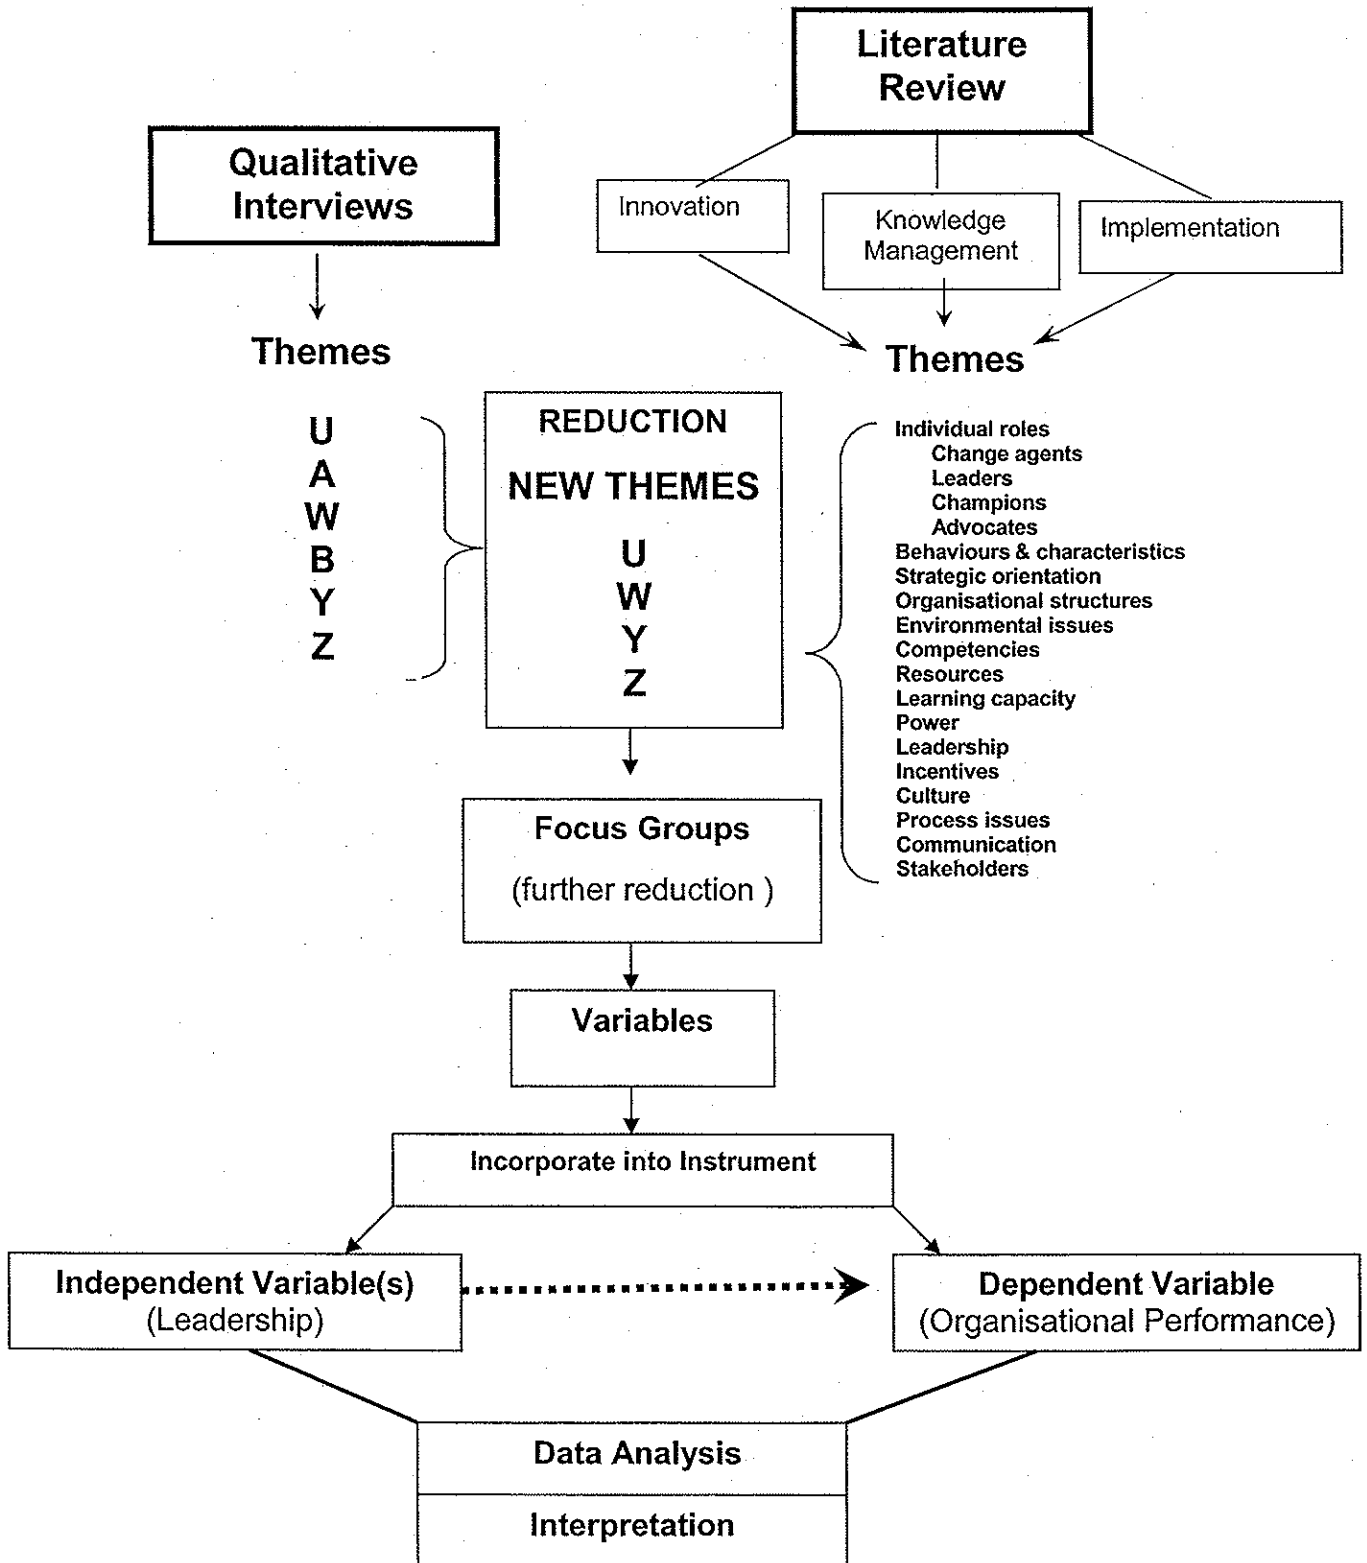 Literature
Review
Qualitative
Interviews
Innovation
Knowledge
Management
Implementation
Themes
Themes
U
A
W
B
Y
Z
REDUCTION
NEW THEMES
U
W
Y
Z
Individual roles
Change agents
Leaders
Champions
Advocates
Behaviours & characteristics
Strategic orientation
Organisational structures
Environmental issues
Competencies
Resources
Learning capacity
Power
Leadership
Incentives
Culture
Process issues
Communication
Stakeholders
Focus Groups
(further reduction )
Variables
Incorporate into Instrument
Independent Variable(s)
(Leadership)
Dependent Variable
(Organisational Performance)
Data Analysis
Interpretation